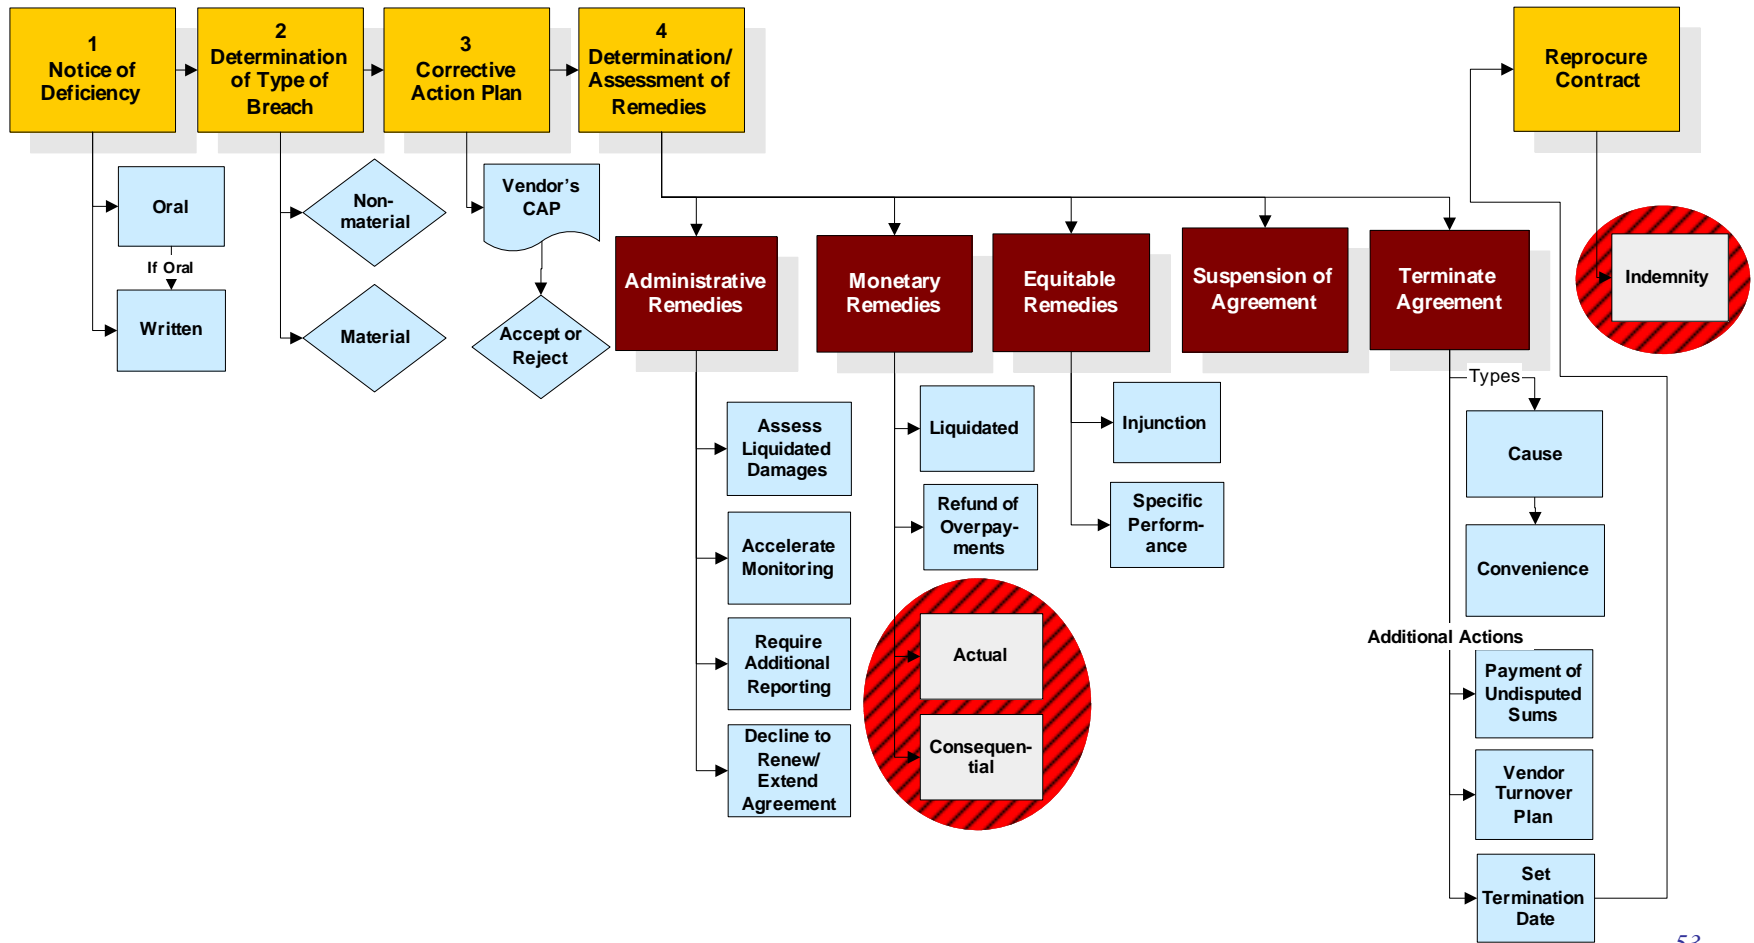 1
Notice of
Deficiency
2
Determination
of Type of
Breach
3
Corrective
Action Plan
4
Determination/
Assessment of
Remedies
Reprocure
Contract
Oral
If Oral
Written
Non-
material
Material
Vendor’s
CAP
Accept or
Reject
Administrative
Remedies
Monetary
Remedies
Equitable
Remedies
Suspension of
Agreement
Terminate
Agreement
Indemnity
Assess
Liquidated
Damages
Accelerate
Monitoring
Require
Additional
Reporting
Decline to
Renew/
Extend
Agreement
Liquidated
Refund of
Overpay-
ments
Actual
Consequen-
tial
Injunction
Specific
Perform-
ance
Types
Cause
Convenience
Additional Actions
Payment of
Undisputed
Sums
Vendor
Turnover
Plan
Set
Termination
Date
53